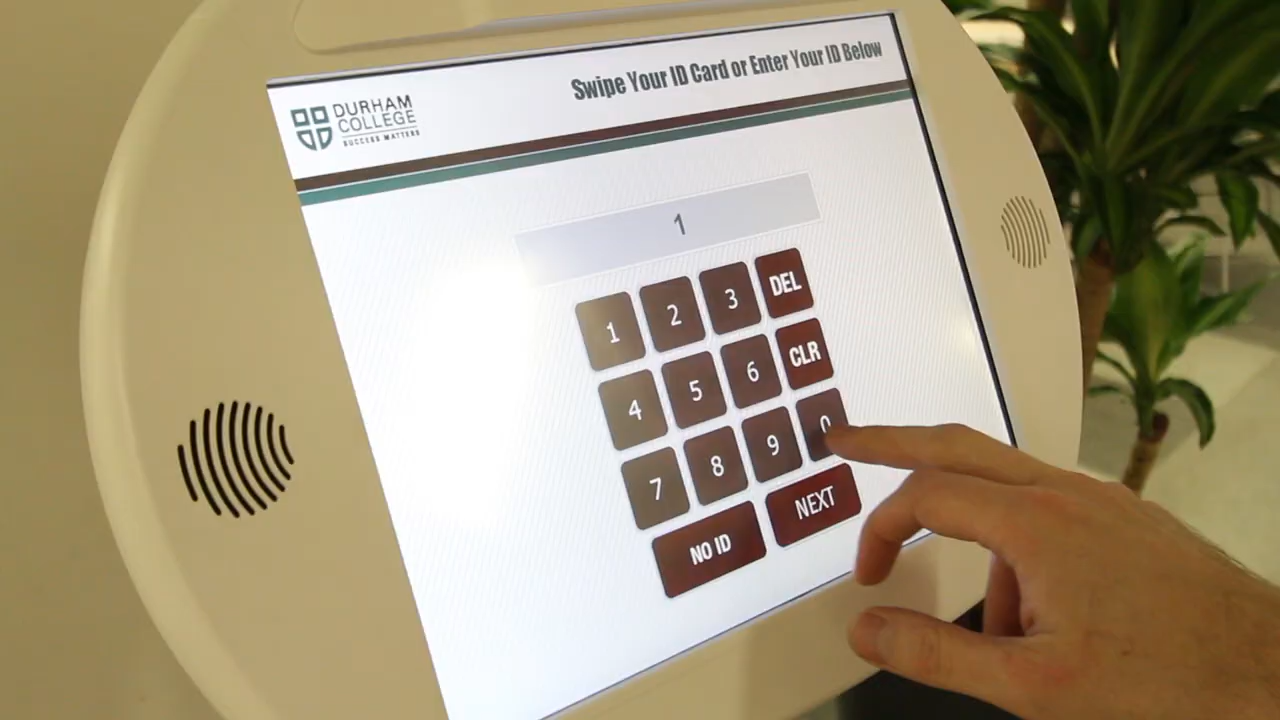 Swipe Your ID Card or Enter Your ID Below
DURHAM
COLLEGE
SUCCESS MATTERS
1
1 2 3 DEL
4 5 6 CLR
7 8 9 0
NO ID NEXT